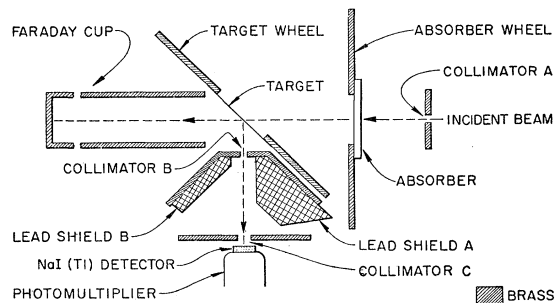 FARADAY CUP
TARGET WHEEL
ABSORBER WHEEL
TARGET
COLLIMATOR A
INCIDENT BEAM
COLLIMATOR B
ABSORBER
LEAD SHIELD B
LEAD SHIELD A
NaI (Tl) DETECTOR
COLLIMATOR C
PHOTOMULTIPLIER
BRASS